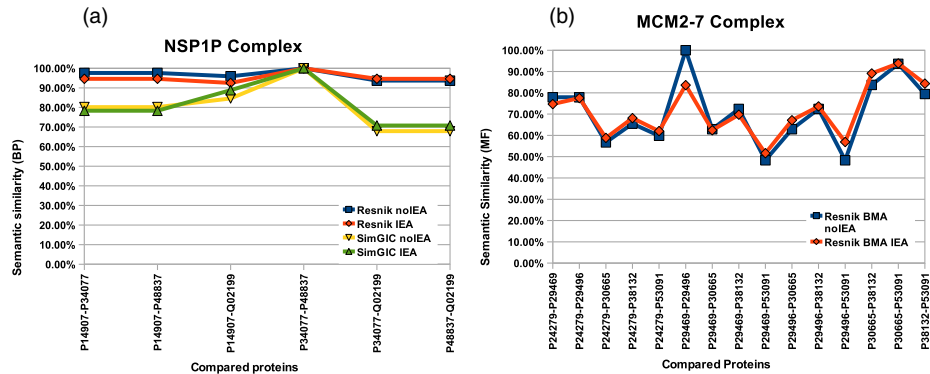 (a)
NSP1P Complex
Semantic similarity (BP)
100.00%
90.00%
80.00%
70.00%
60.00%
50.00%
40.00%
30.00%
20.00%
10.00%
0.00%
Resnik noIEA
Resnik IEA
SimGIC noIEA
SimGIC IEA
P14907-P34077
P14907-P48837
P14907-Q02199
P34077-P48837
P34077-Q02199
P48837-Q02199
Compared proteins
(b)
MCM2-7 Complex
Semantic Similarity (MF)
100.00%
90.00%
80.00%
70.00%
60.00%
50.00%
40.00%
30.00%
20.00%
10.00%
0.00%
Resnik BMA
noIEA
Resnik BMA IEA
P24279-P29469
P24279-P29496
P24279-P30665
P24279-P38132
P24279-P53091
P29469-P29496
P29469-P30665
P29469-P38132
P29469-P53091
P29496-P30665
P29496-P38132
P29496-P53091
P30665-P38132
P30665-P53091
P38132-P53091
Compared Proteins